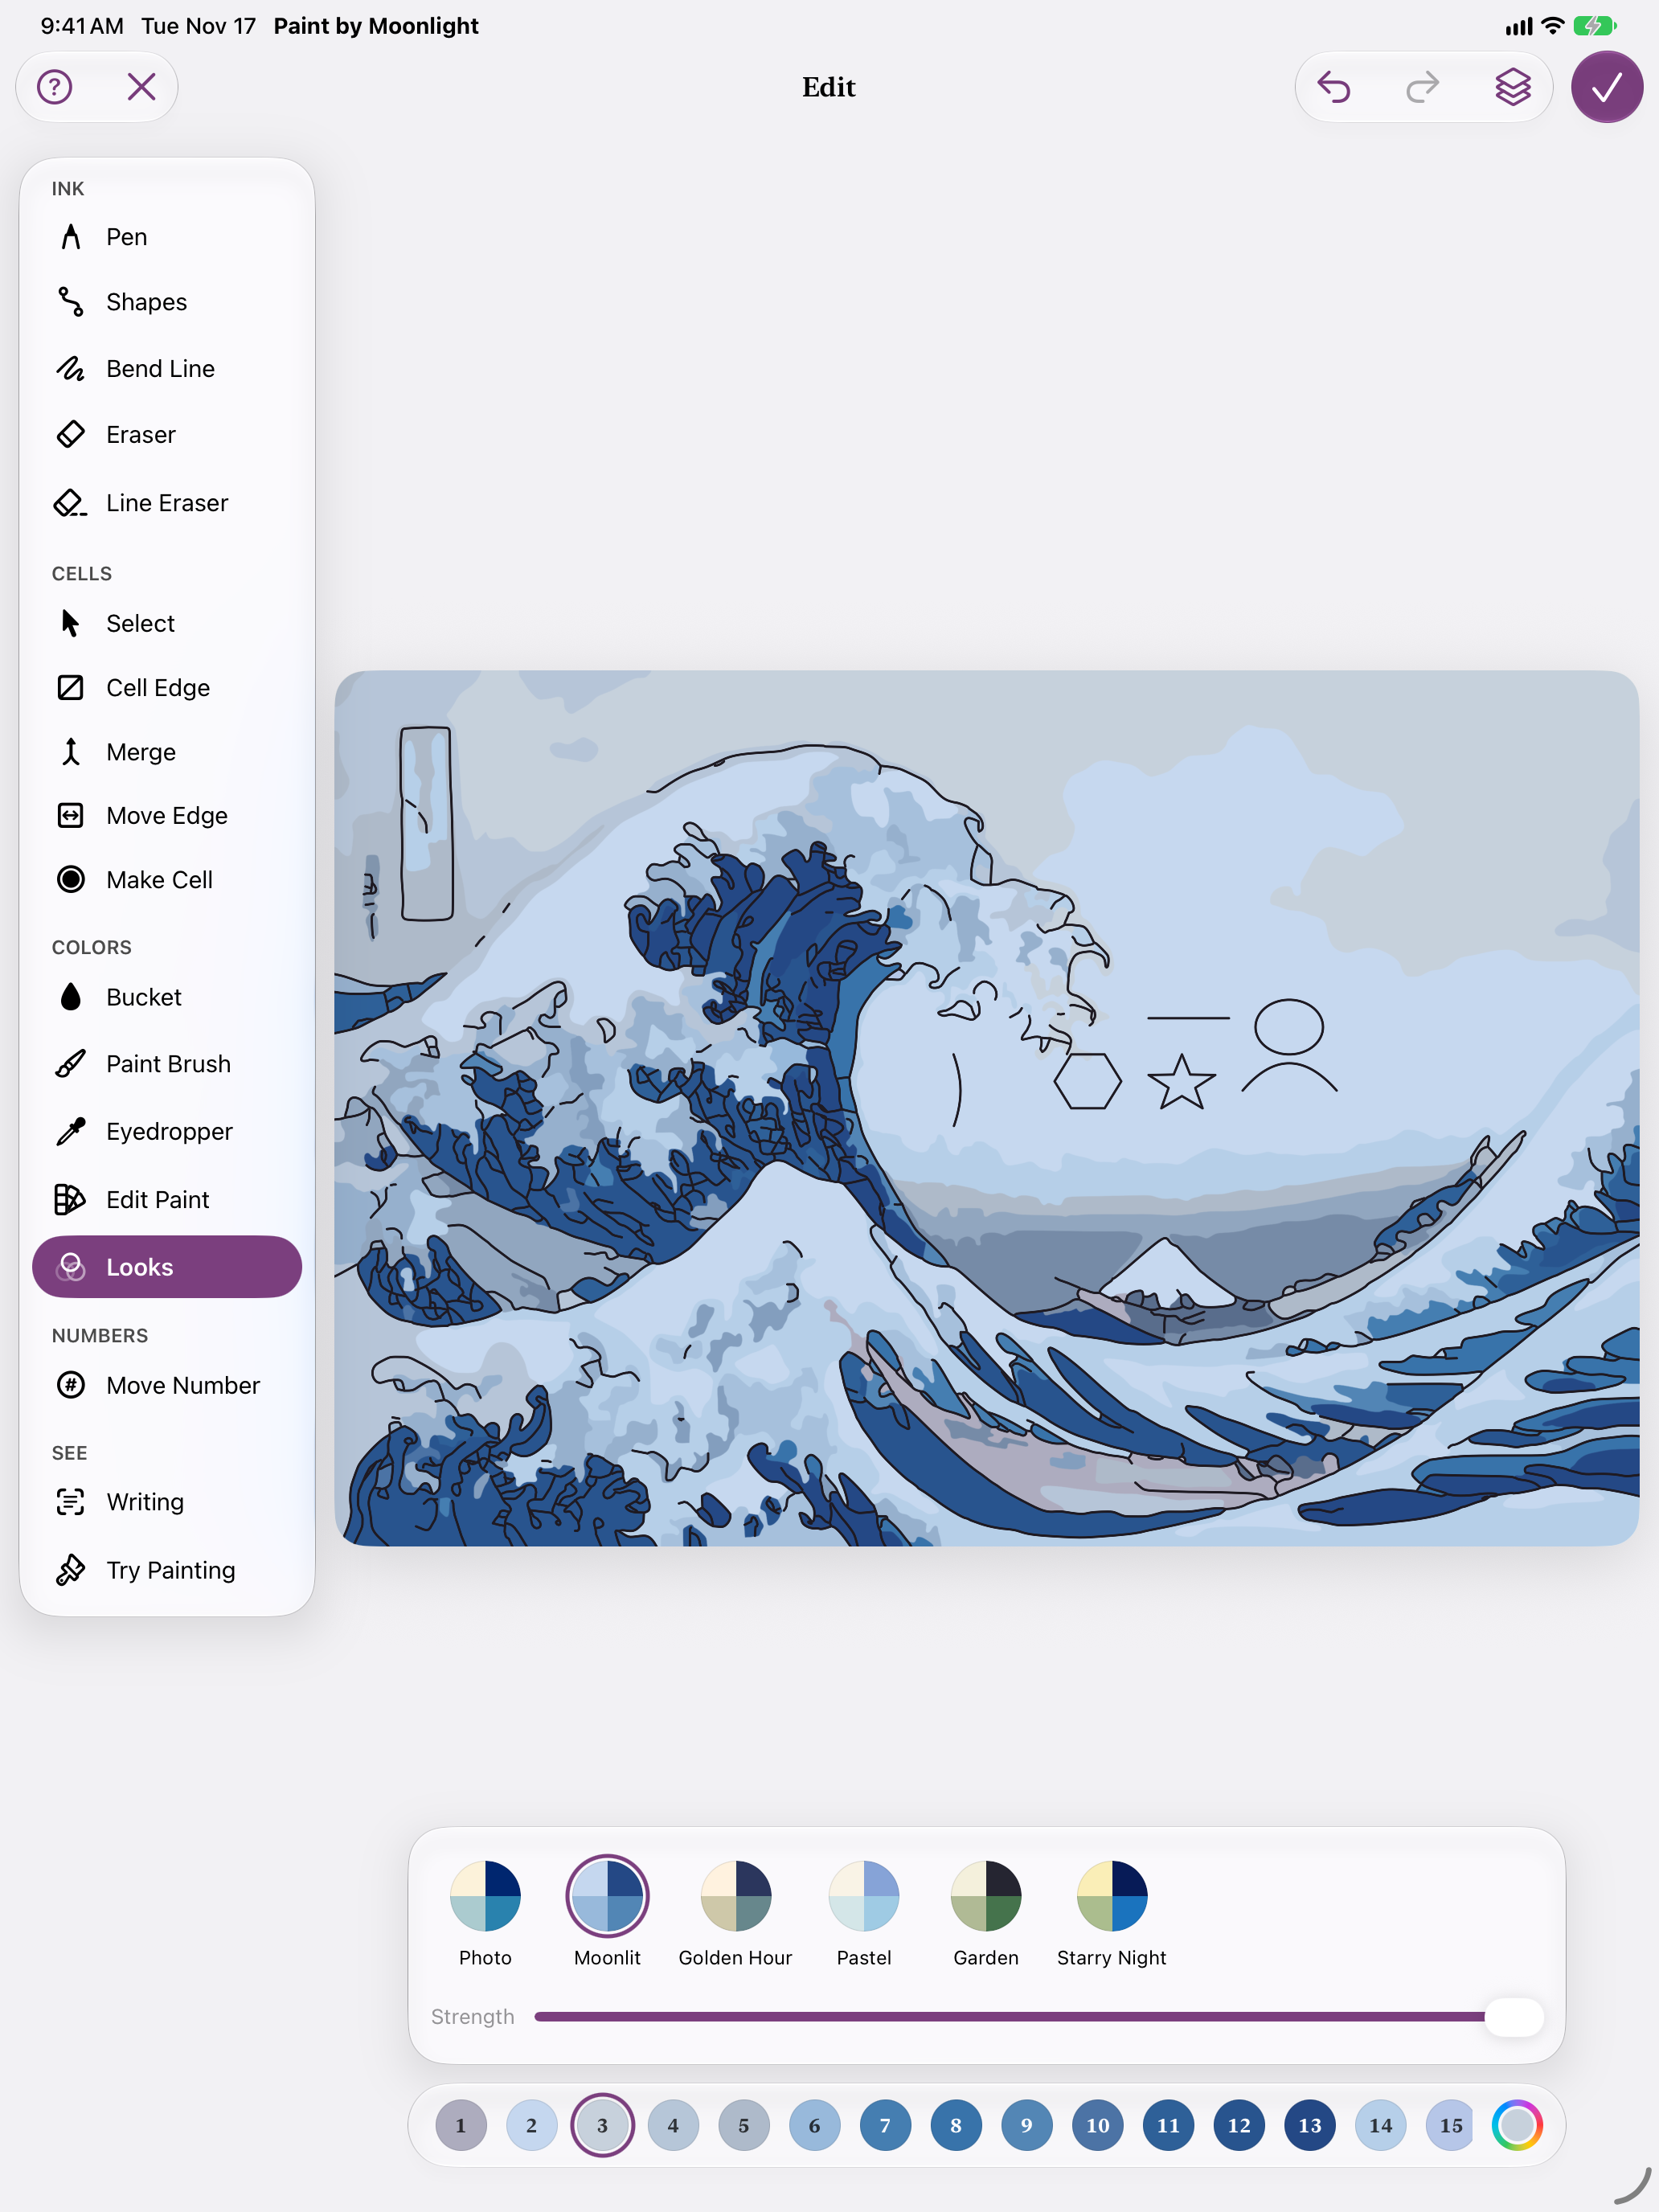 9:41 AM Tue Nov 17 Paint by Moonlight
Edit
INK
Pen
Shapes
Bend Line
Eraser
Line Eraser
CELLS
Select
Cell Edge
Merge
Move Edge
Make Cell
COLORS
Bucket
Paint Brush
Eyedropper
Edit Paint
Looks
NUMBERS
Move Number
SEE
Writing
Try Painting
Photo Moonlit Golden Hour Pastel Garden Starry Night
Strength
1 2 3 4 5 6 7 8 9 10 11 12 13 14 15